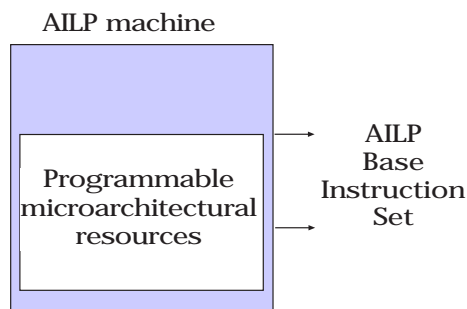 AILP machine
Programmable
microarchitectural
resources
AILP
Base
Instruction
Set